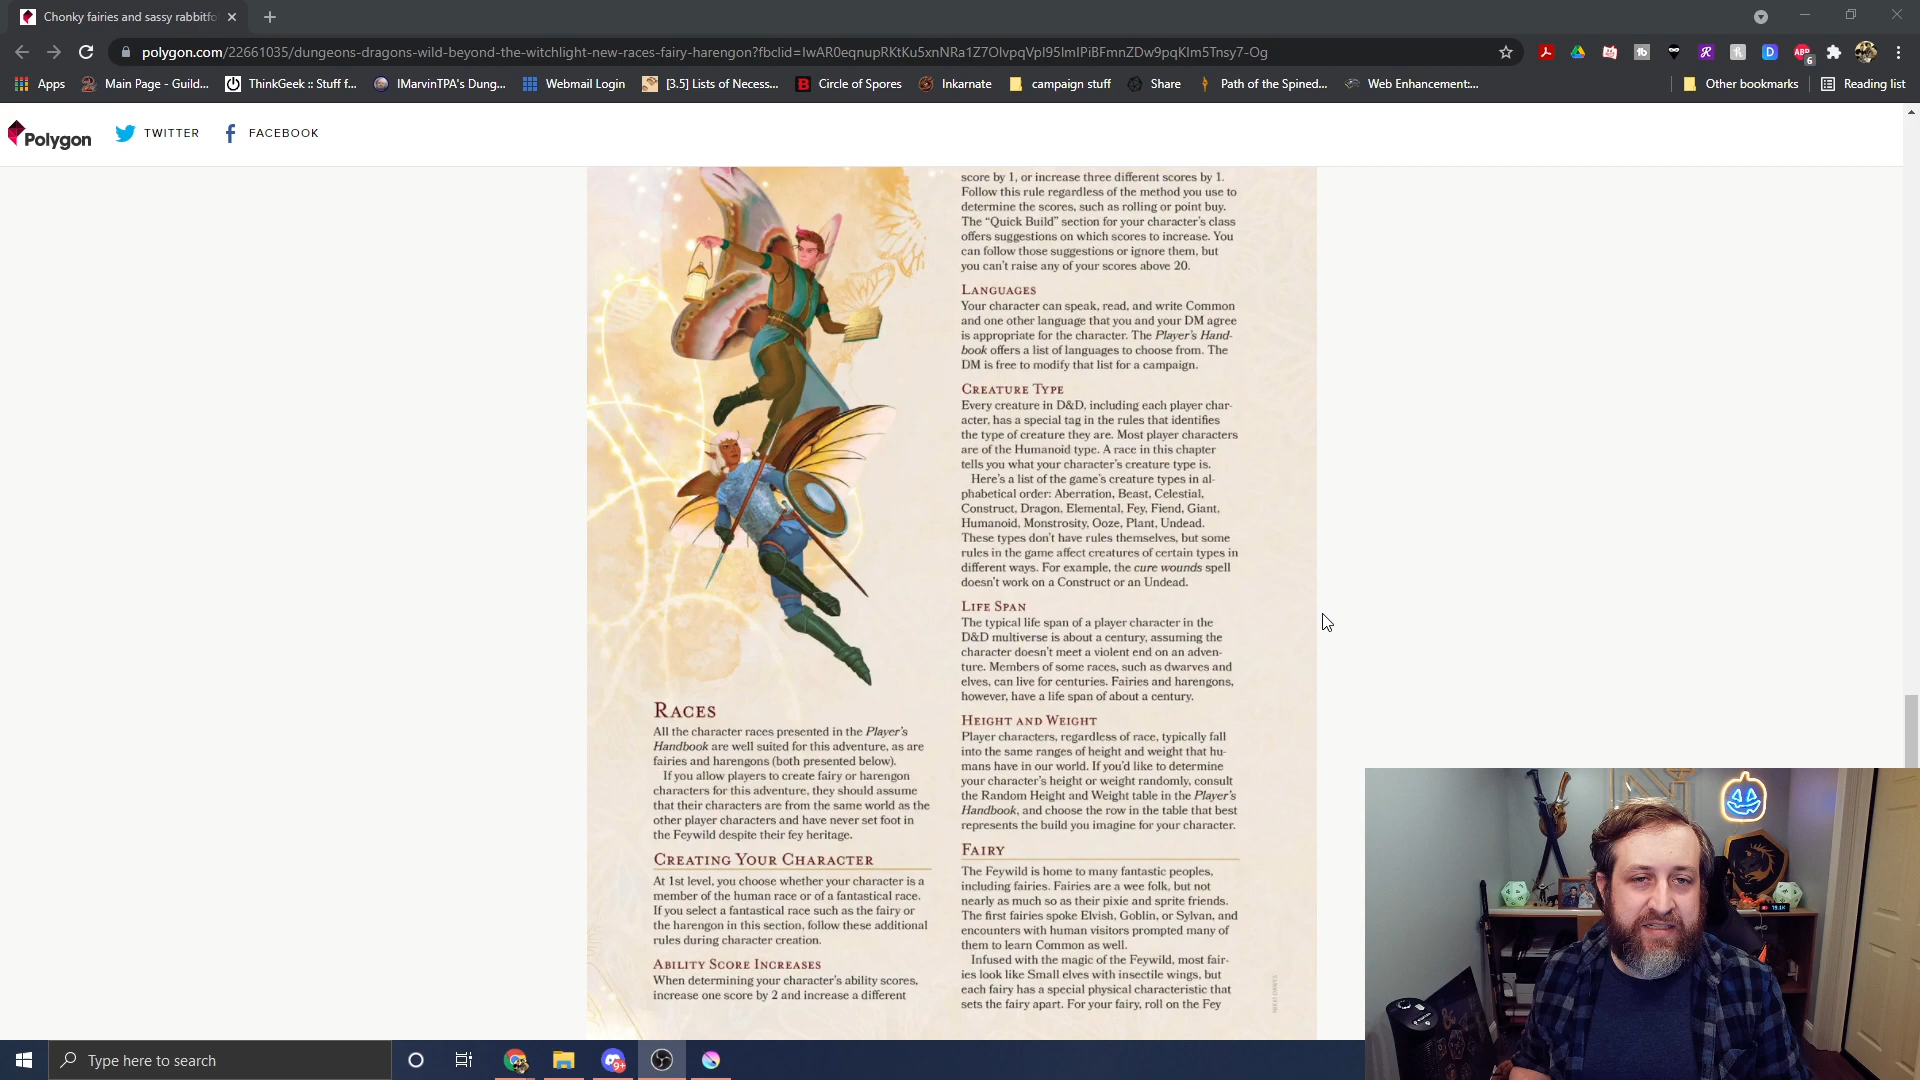 Chonky fairies and sassy rabbitfo
polygon.com/22661035/dungeons-dragons-wild-beyond-the-witchlight-new-races-fairy-harengon?fbclid=IwAR0eqnupRKtKu5xnNRa1Z7OlvpqVpI95ImIPiBFmnZDw9pqKIm5Tnsy7-Og
Apps
Main Page - Guild...
ThinkGeek :: Stuff f...
IMarvinTPA's Dung...
Webmail Login
[3.5] Lists of Necess...
Circle of Spores
Inkarnate
campaign stuff
Share
Path of the Spined...
Web Enhancement:...
Other bookmarks
Reading list
Polygon
TWITTER
FACEBOOK
RACES
All the character races presented in the Player's
Handbook are well suited for this adventure, as are
fairies and harengons (both presented below).
If you allow players to create fairy or harengon
characters for this adventure, they should assume
that their characters are from the same world as the
other player characters and have never set foot in
the Feywild despite their fey heritage.
CREATING YOUR CHARACTER
At 1st level, you choose whether your character is a
member of the human race or of a fantastical race.
If you select a fantastical race such as the fairy or
the harengon in this section, follow these additional
rules during character creation.
ABILITY SCORE INCREASES
When determining your character's ability scores,
increase one score by 2 and increase a different
score by 1, or increase three different scores by 1.
Follow this rule regardless of the method you use to
determine the scores, such as rolling or point buy.
The “Quick Build” section for your character's class
offers suggestions on which scores to increase. You
can follow those suggestions or ignore them, but
you can't raise any of your scores above 20.
LANGUAGES
Your character can speak, read, and write Common
and one other language that you and your DM agree
is appropriate for the character. The Player's Hand-
book offers a list of languages to choose from. The
DM is free to modify that list for a campaign.
CREATURE TYPE
Every creature in D&D, including each player char-
acter, has a special tag in the rules that identifies
the type of creature they are. Most player characters
are of the Humanoid type. A race in this chapter
tells you what your character's creature type is.
Here's a list of the game's creature types in al-
phabetical order: Aberration, Beast, Celestial,
Construct, Dragon, Elemental, Fey, Fiend, Giant,
Humanoid, Monstrosity, Ooze, Plant, Undead.
These types don't have rules themselves, but some
rules in the game affect creatures of certain types in
different ways. For example, the cure wounds spell
doesn't work on a Construct or an Undead.
LIFE SPAN
The typical life span of a player character in the
D&D multiverse is about a century, assuming the
character doesn't meet a violent end on an adven-
ture. Members of some races, such as dwarves and
elves, can live for centuries. Fairies and harengons,
however, have a life span of about a century.
HEIGHT AND WEIGHT
Player characters, regardless of race, typically fall
into the same ranges of height and weight that hu-
mans have in our world. If you'd like to determine
your character's height or weight randomly, consult
the Random Height and Weight table in the Player's
Handbook, and choose the row in the table that best
represents the build you imagine for your character.
FAIRY
The Feywild is home to many fantastic peoples,
including fairies. Fairies are a wee folk, but not
nearly as much so as their pixie and sprite friends.
The first fairies spoke Elvish, Goblin, or Sylvan, and
encounters with human visitors prompted many of
them to learn Common as well.
Infused with the magic of the Feywild, most fair-
ies look like Small elves with insectile wings, but
each fairy has a special physical characteristic that
sets the fairy apart. For your fairy, roll on the Fey
Type here to search